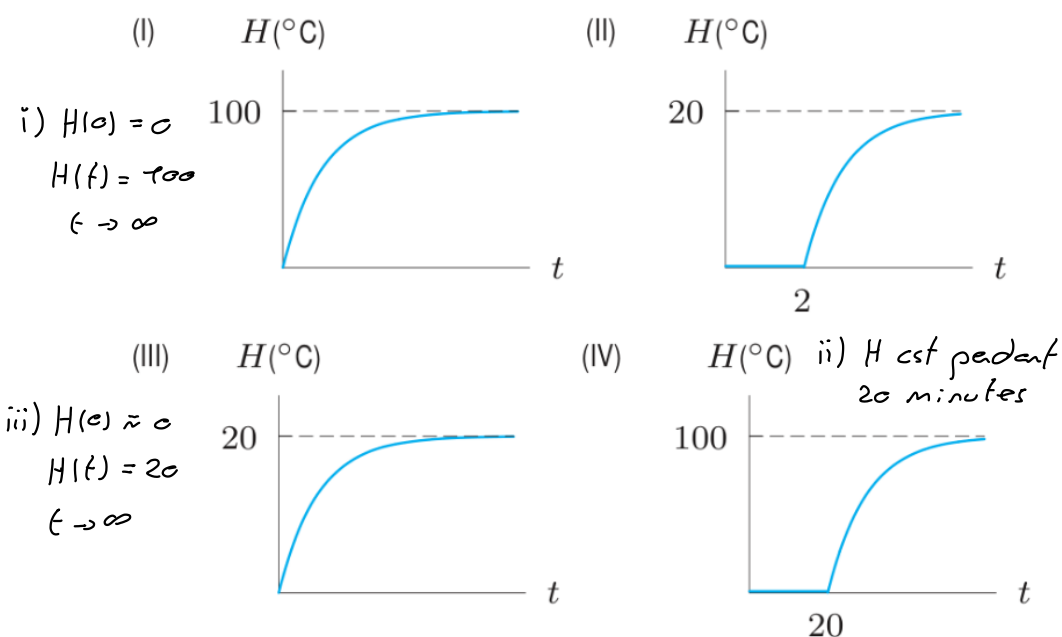 (I) H(°C)
(II) H(°C)
i) H(0) = 0
100
20
H(t) = 100
t → ∞
t
t
2
(III) H(°C)
(IV) H(°C)
ii) H cst pendant
20 minutes
iii) H(0) ≈ 0
20
100
H(t) = 20
t → ∞
t
t
20